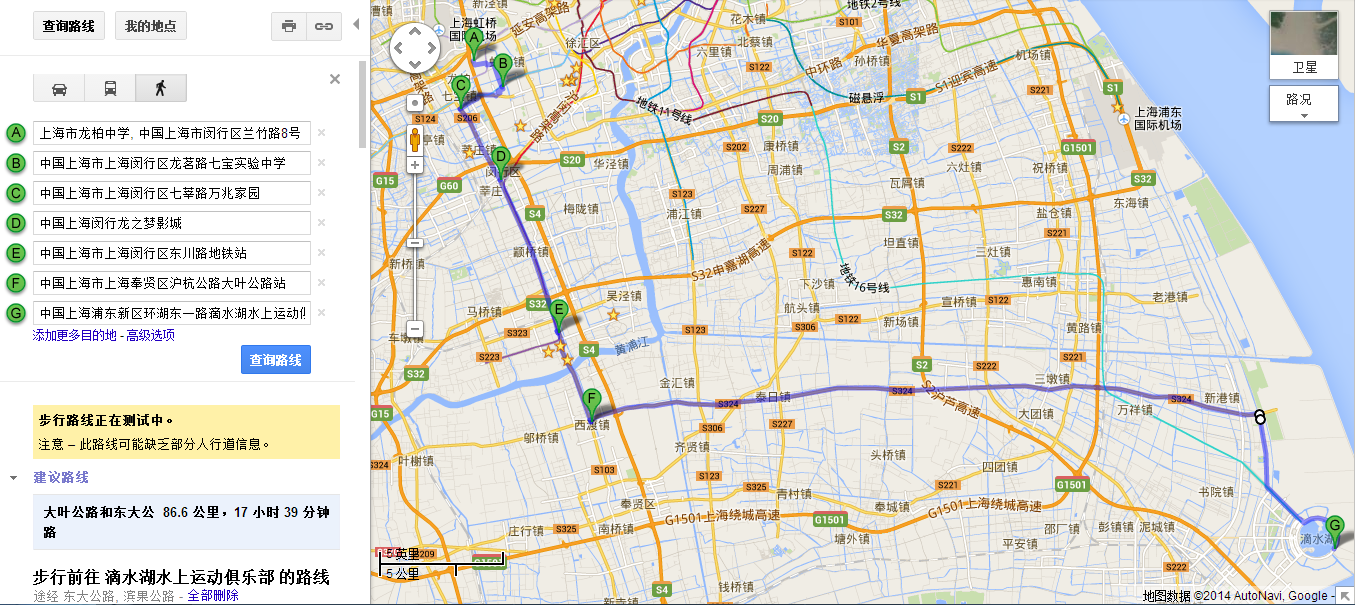 查询路线
我的地点
A 上海市龙柏中学, 中国上海市闵行区兰竹路8号
B 中国上海市上海闵行区龙茗路七宝实验中学
C 中国上海市上海闵行区七莘路万兆家园
D 中国上海闵行龙之梦影城
E 中国上海市上海闵行区东川路地铁站
F 中国上海市上海奉贤区沪杭公路大叶公路站
G 中国上海浦东新区环湖东一路滴水湖水上运动俱
添加更多目的地 - 高级选项
查询路线
步行路线正在测试中。
注意 – 此路线可能缺乏部分人行道信息。
建议路线
大叶公路和东大公路 86.6 公里，17 小时 39 分钟
步行前往 滴水湖水上运动俱乐部 的路线
途经 东大公路, 滨果公路 - 全部删除
上海虹桥
国际机场
延安高架路
徐汇区
花木镇
北蔡镇
六里镇
S101
地铁2号线
华夏高架路
中环路
孙桥镇
S122
S1迎宾高速
机场镇
S221
S1
上海浦东
国际机场
卫星
路况
A
B
C
D
S124
S206
七宝镇
莘庄镇
闵行区
莘庄
地铁11号线
磁悬浮
S1
S20
S20
S202
康桥镇
周浦镇
华泾镇
S2
S122
六灶镇
祝桥镇
G1501
G15
G60
S32
瓦屑镇
东海镇
S123
梅陇镇
浦江镇
S227
S4
S32
盐仓镇
S221
坦直镇
三灶镇
颛桥镇
新桥镇
S32申嘉湖高速
S122
地铁16号线
下沙镇
惠南镇
宣桥镇
S122
老港镇
马桥镇
S32
E
吴泾镇
航头镇
S306
S122
新场镇
黄路镇
车墩镇
S323
S223
S4
黄浦江
S123
S32
S2
S222
S221
三墩镇
金汇镇
F
S324
泰日镇
S324
S2沪芦高速
S324
新港镇
大团镇
万祥镇
G15
西渡镇
S306
S227
邬桥镇
齐贤镇
头桥镇
S324
叶榭镇
S103
S123
四团镇
G1501
S325
青村镇
S221
书院镇
奉贤区
奉城镇
G1501上海绕城高速
G1501
G1501上海绕城高速
庄行镇
S325
南桥镇
塘外镇
邵厂镇
彭镇镇
泥城镇
平安镇
G
滴水湖
S222
S209
5 英里
5 公里
S4
钱桥镇
地图数据 ©2014 AutoNavi, Google -